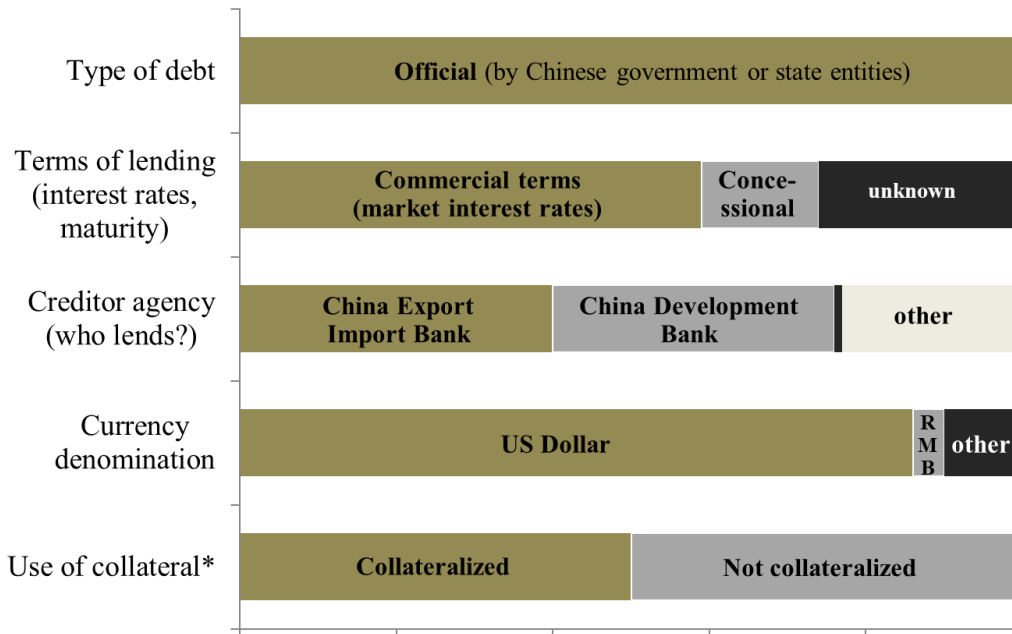 Type of debt
Official (by Chinese government or state entities)
Terms of lending
(interest rates,
maturity)
Commercial terms
(market interest rates)
Conce-
ssional
unknown
Creditor agency
(who lends?)
China Export
Import Bank
China Development
Bank
other
Currency
denomination
US Dollar
R
M
B
other
Use of collateral*
Collateralized
Not collateralized